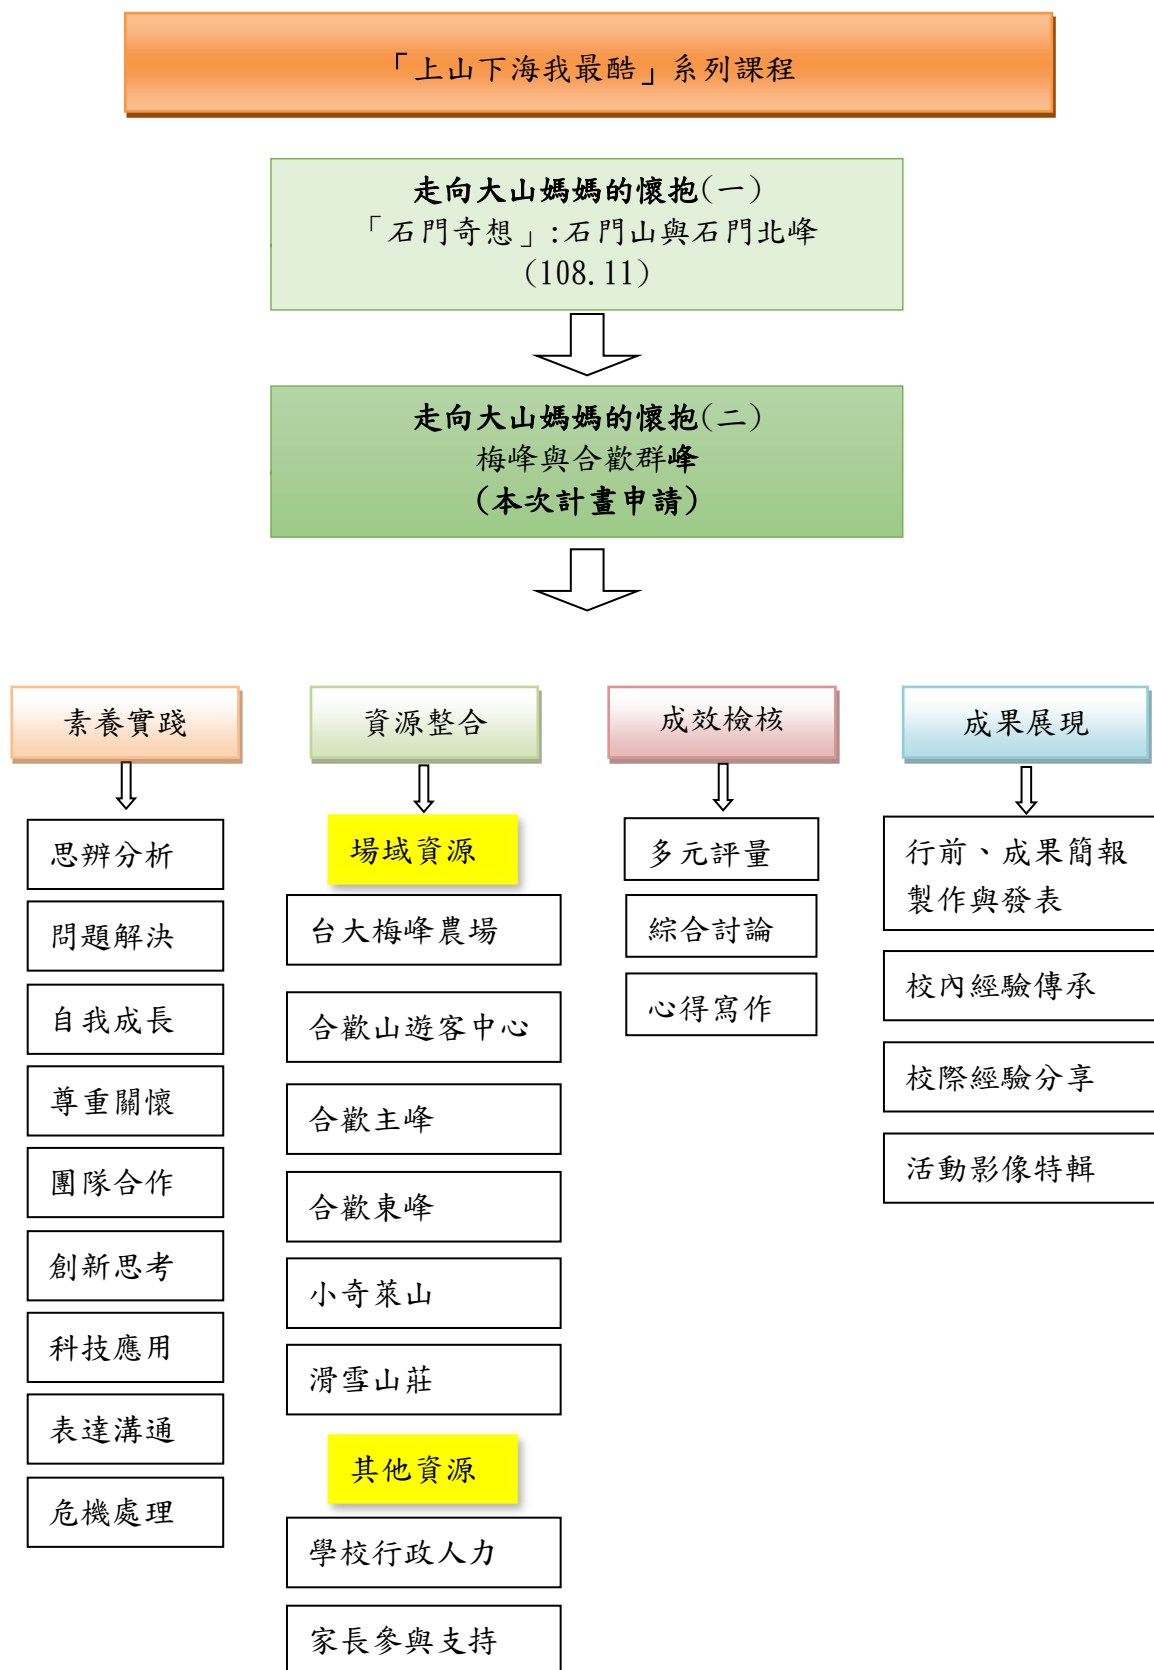 「上山下海我最酷」系列課程
走向大山媽媽的懷抱(一)
「石門奇想」:石門山與石門北峰
(108.11)
走向大山媽媽的懷抱(二)
梅峰與合歡群峰
(本次計畫申請)
素養實踐
思辨分析
問題解決
自我成長
尊重關懷
團隊合作
創新思考
科技應用
表達溝通
危機處理
資源整合
場域資源
台大梅峰農場
合歡山遊客中心
合歡主峰
合歡東峰
小奇萊山
滑雪山莊
其他資源
學校行政人力
家長參與支持
成效檢核
多元評量
綜合討論
心得寫作
成果展現
行前、成果簡報
製作與發表
校內經驗傳承
校際經驗分享
活動影像特輯